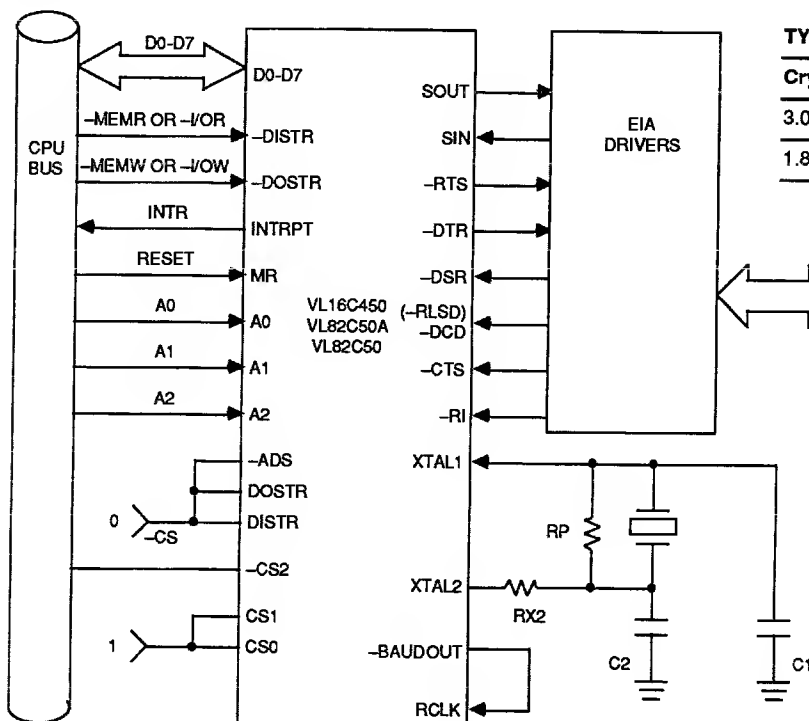 D0-D7
D0-D7
CPU
BUS
–MEMR OR –I/OR
–DISTR
–MEMW OR –I/OW
–DOSTR
INTR
INTRPT
RESET
MR
A0
A0
A1
A1
A2
A2
–ADS
DOSTR
0
DISTR
–CS
–CS2
CS1
1
CS0
VL16C450
VL82C50A
VL82C50
SOUT
SIN
–RTS
–DTR
–DSR
(–RLSD)
–DCD
–CTS
–RI
XTAL1
XTAL2
–BAUDOUT
RCLK
EIA
DRIVERS
RP
RX2
C2
C1
TY
Cry
3.0
1.8